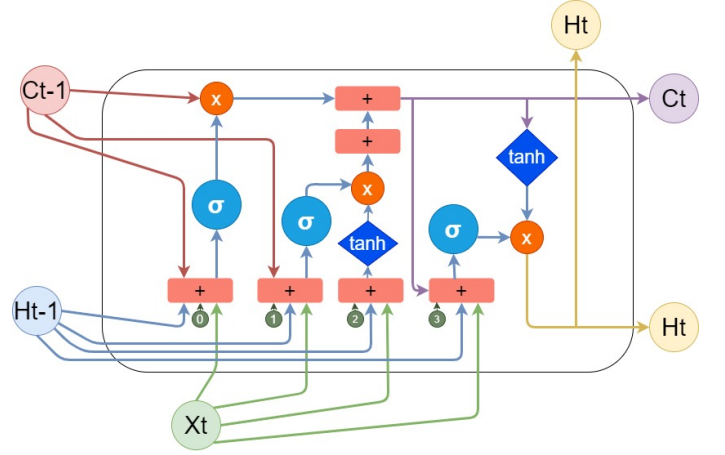 Ht
Ct-1
x
+
Ct
+
tanh
x
σ
σ
σ
x
tanh
+
+
+
+
Ht-1
0
1
2
3
Ht
Xt